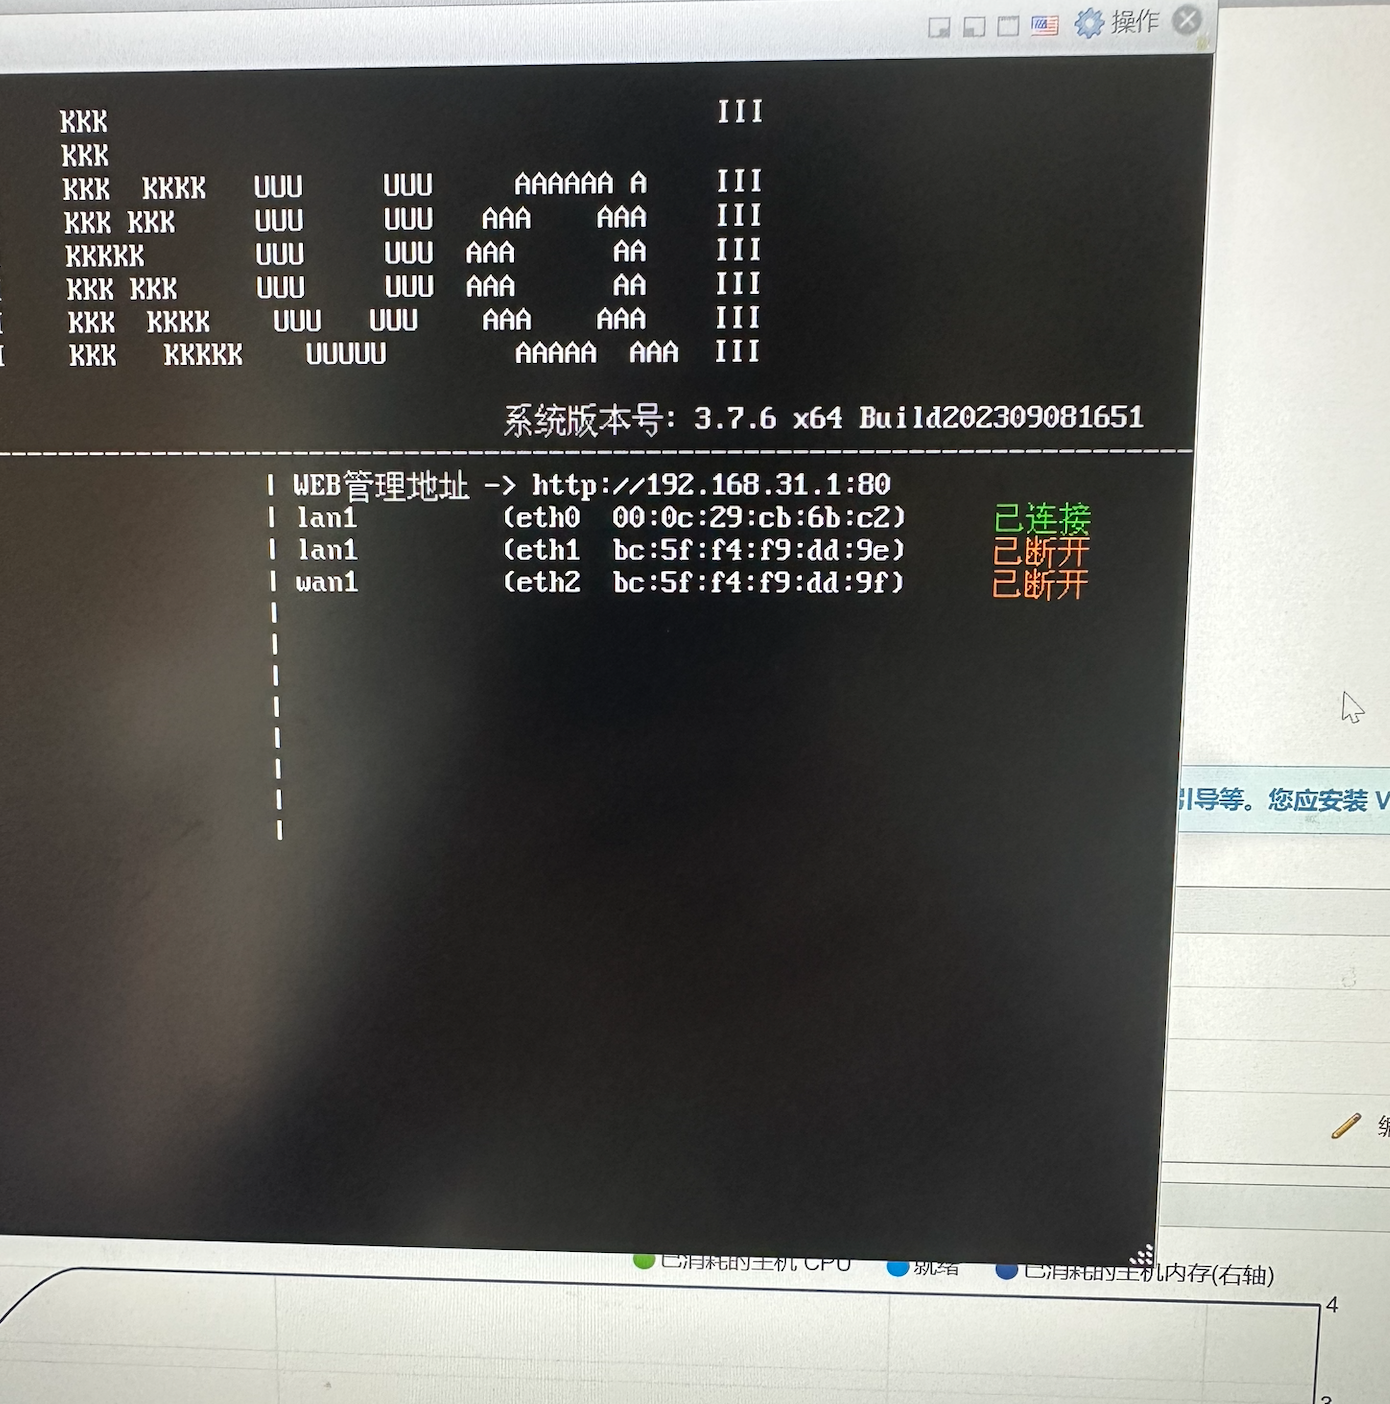 操作
KKK III
KKK
KKK KKKK UUU UUU AAAAAA A III
KKK KKK UUU UUU AAA AAA III
KKKKK UUU UUU AAA AA III
KKK KKK UUU UUU AAA AA III
KKK KKKK UUU UUU AAA AAA III
KKK KKKKK UUUUU AAAAA AAA III
系统版本号: 3.7.6 x64 Build202309081651
WEB管理地址 -> http://192.168.31.1:80
lan1 (eth0 00:0c:29:cb:6b:c2) 已连接
lan1 (eth1 bc:5f:f4:f9:dd:9e) 已断开
wan1 (eth2 bc:5f:f4:f9:dd:9f) 已断开
引导等。您应安装 V
已消耗的主机 CPU 就绪 已消耗的主机内存(右轴)
4